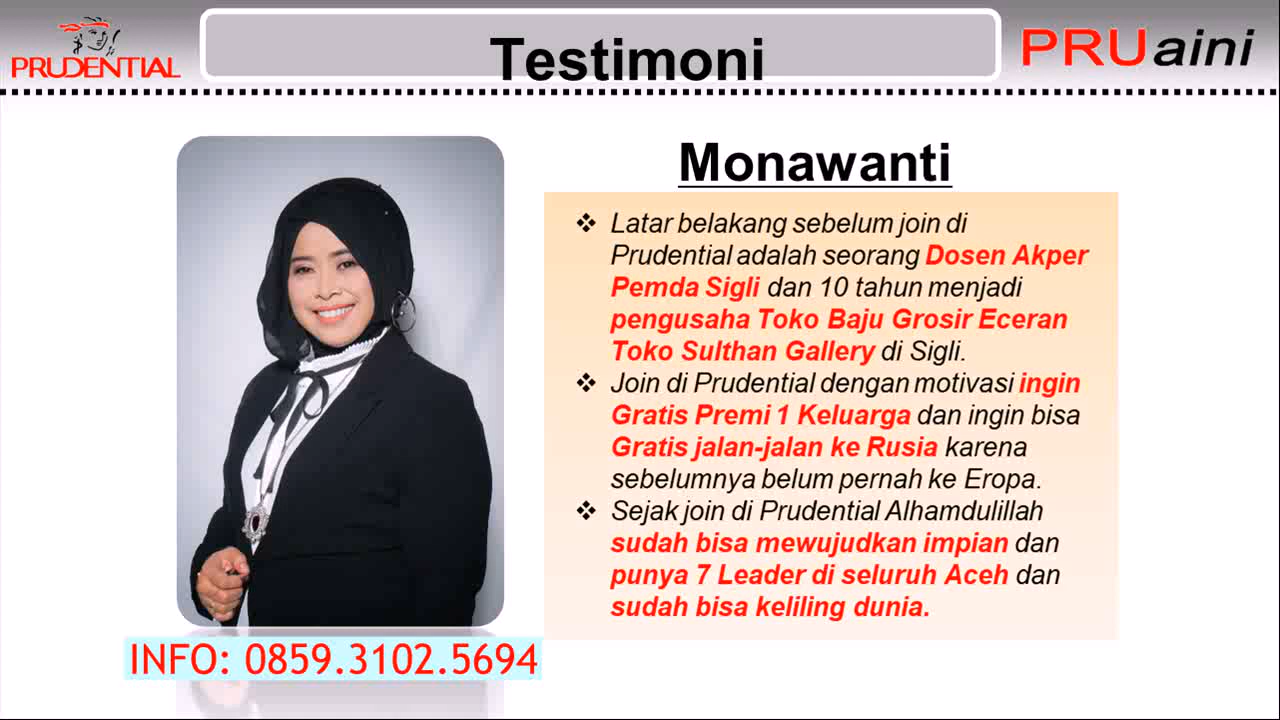 PRUDENTIAL
Testimoni
PRUaini
Monawanti
❖ Latar belakang sebelum join di
Prudential adalah seorang Dosen Akper
Pemda Sigli dan 10 tahun menjadi
pengusaha Toko Baju Grosir Eceran
Toko Sulthan Gallery di Sigli.
❖ Join di Prudential dengan motivasi ingin
Gratis Premi 1 Keluarga dan ingin bisa
Gratis jalan-jalan ke Rusia karena
sebelumnya belum pernah ke Eropa.
❖ Sejak join di Prudential Alhamdulillah
sudah bisa mewujudkan impian dan
punya 7 Leader di seluruh Aceh dan
sudah bisa keliling dunia.
INFO: 0859.3102.5694